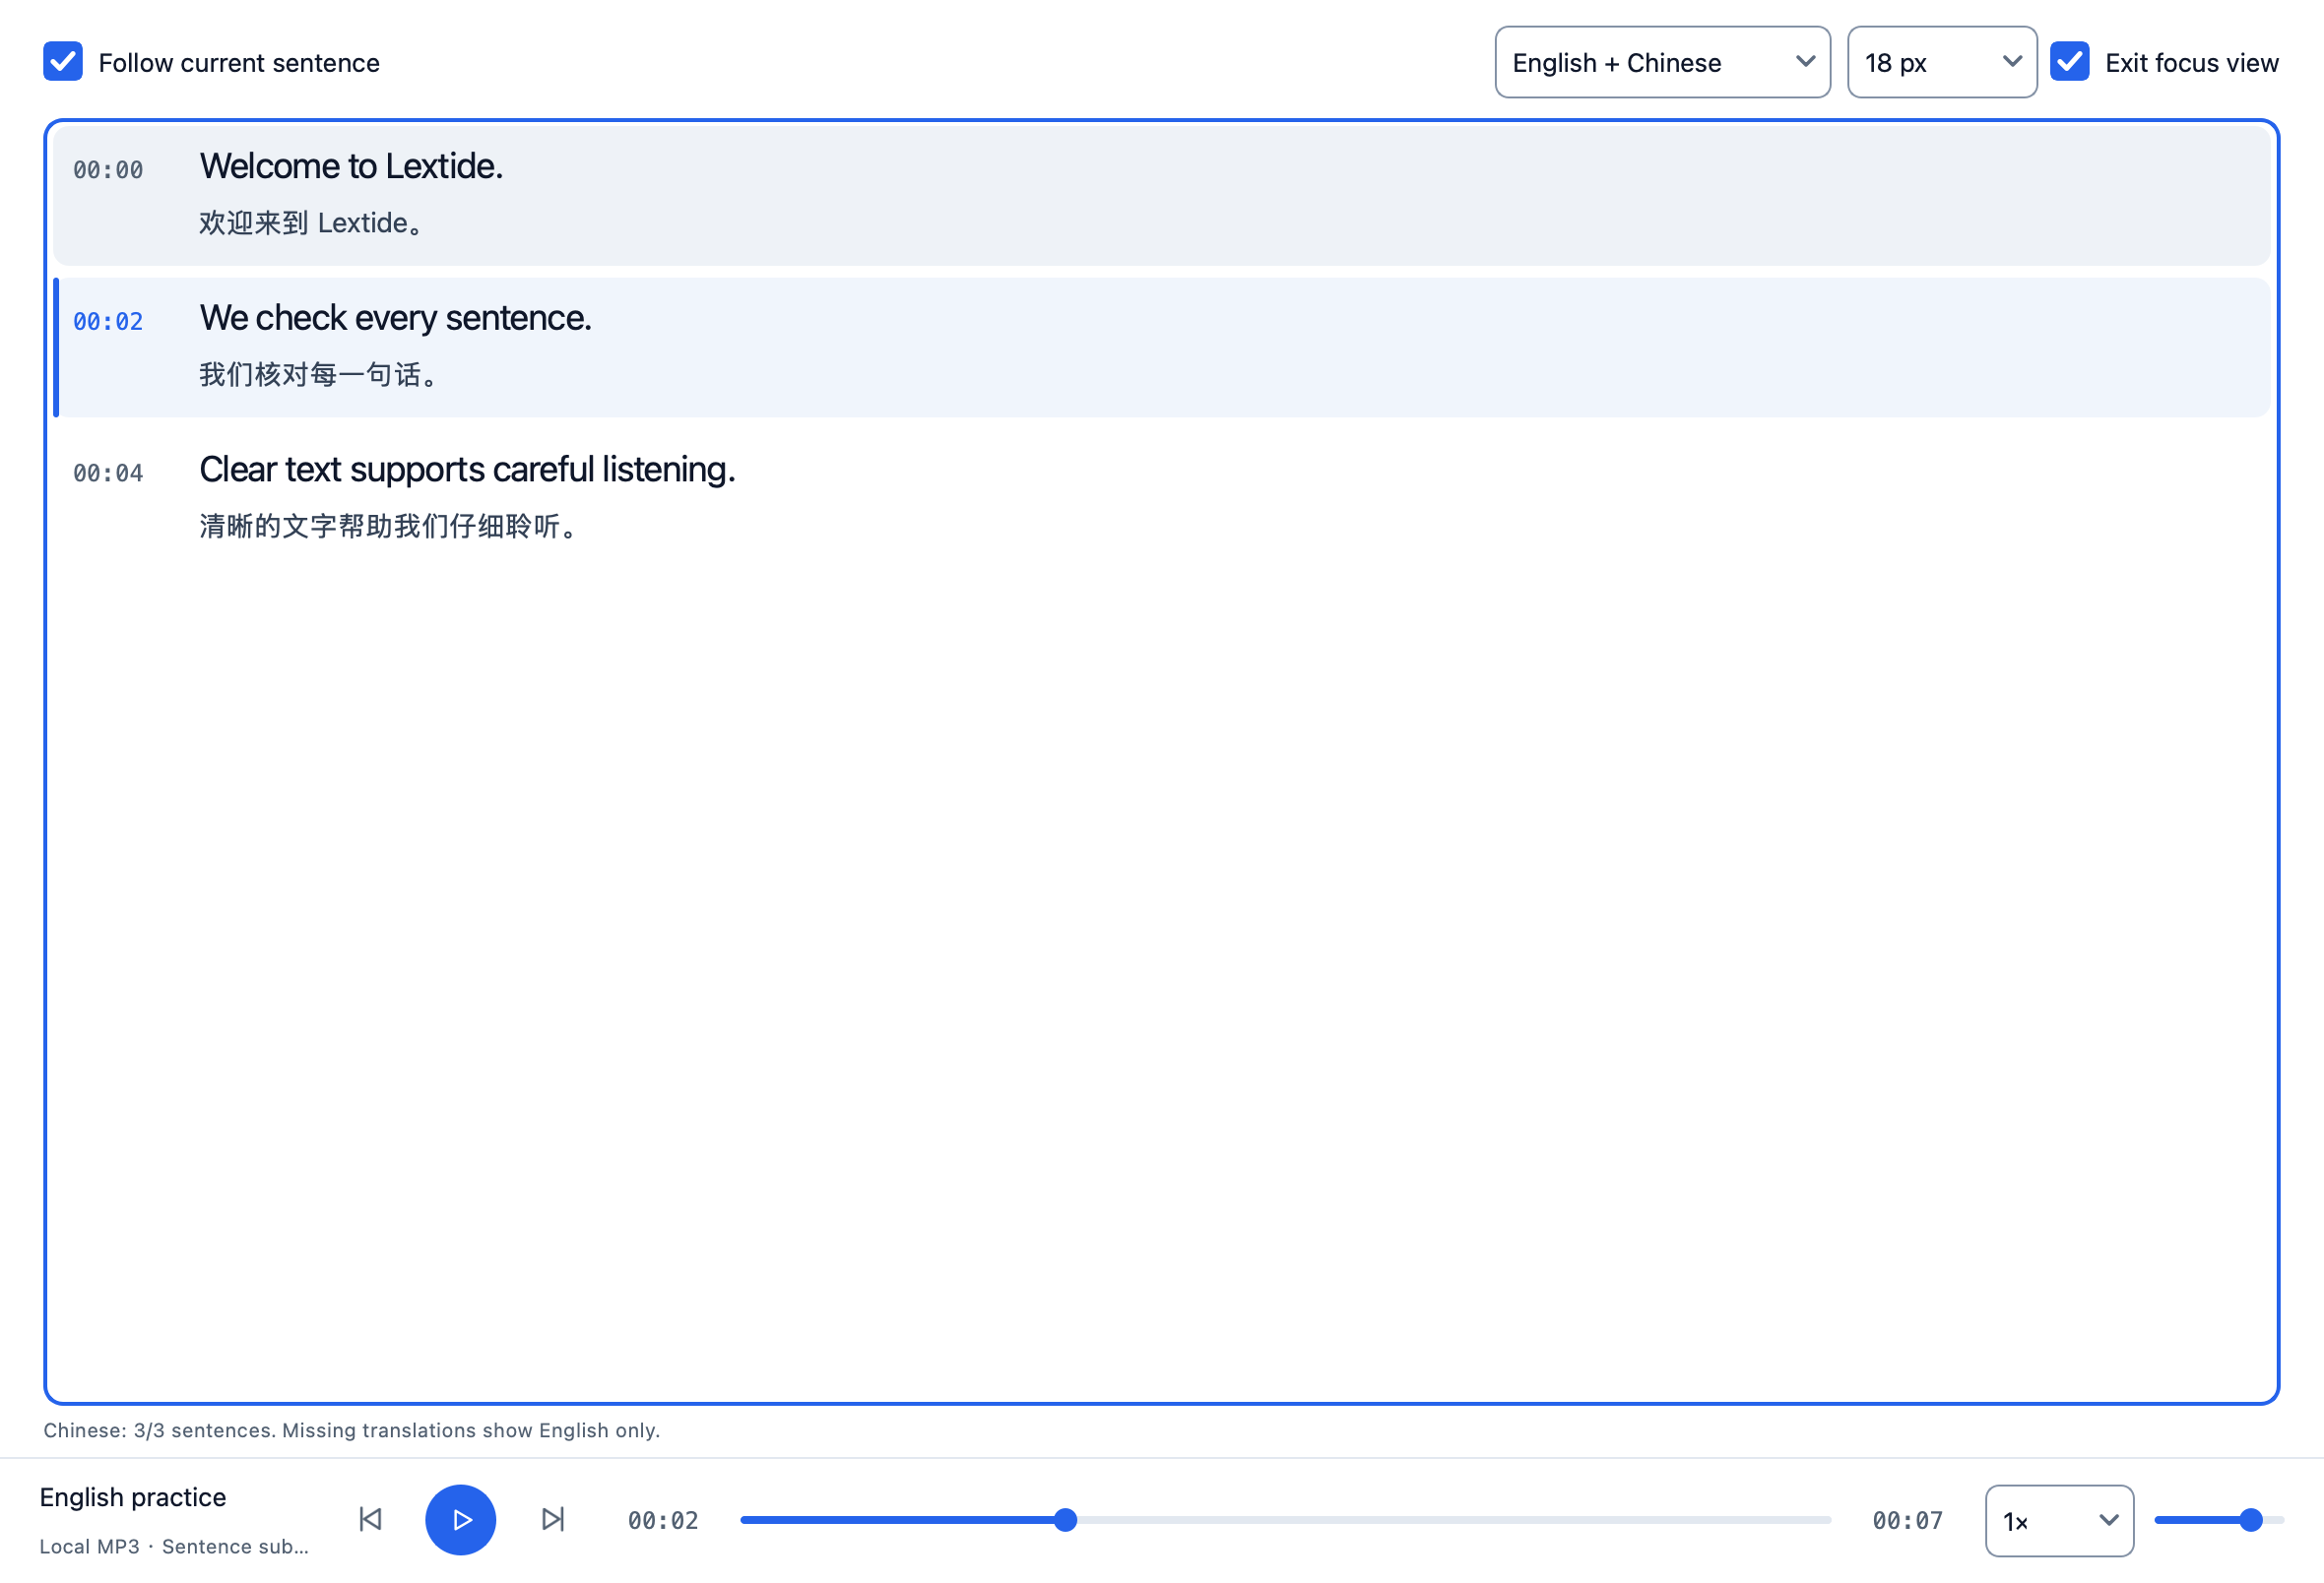 Follow current sentence
English + Chinese
18 px
Exit focus view
00:00
Welcome to Lextide.
欢迎来到 Lextide。
00:02
We check every sentence.
我们核对每一句话。
00:04
Clear text supports careful listening.
清晰的文字帮助我们仔细聆听。
Chinese: 3/3 sentences. Missing translations show English only.
English practice
Local MP3 · Sentence sub…
00:02
00:07
1×